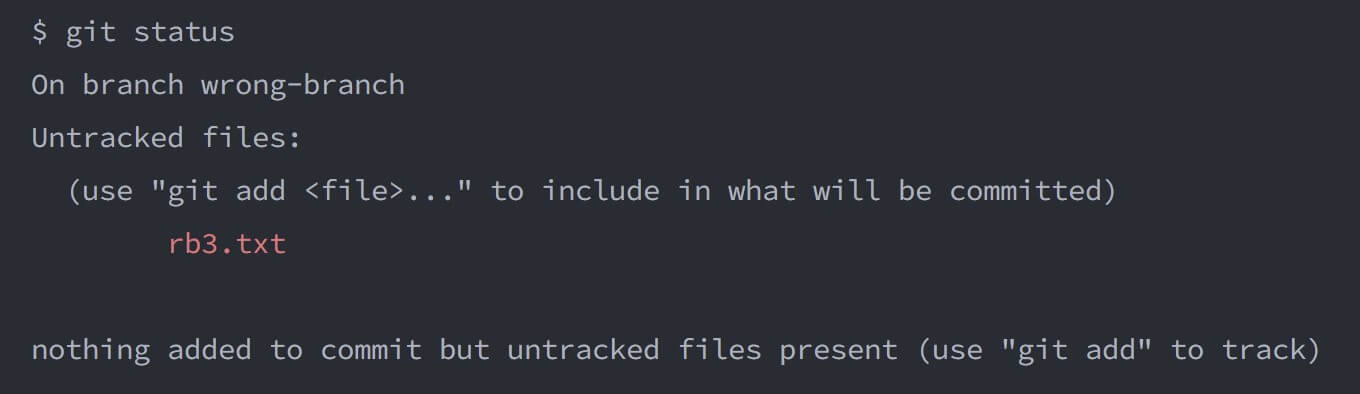 $ git status
On branch wrong-branch
Untracked files:
  (use "git add <file>..." to include in what will be committed)
        rb3.txt

nothing added to commit but untracked files present (use "git add" to track)